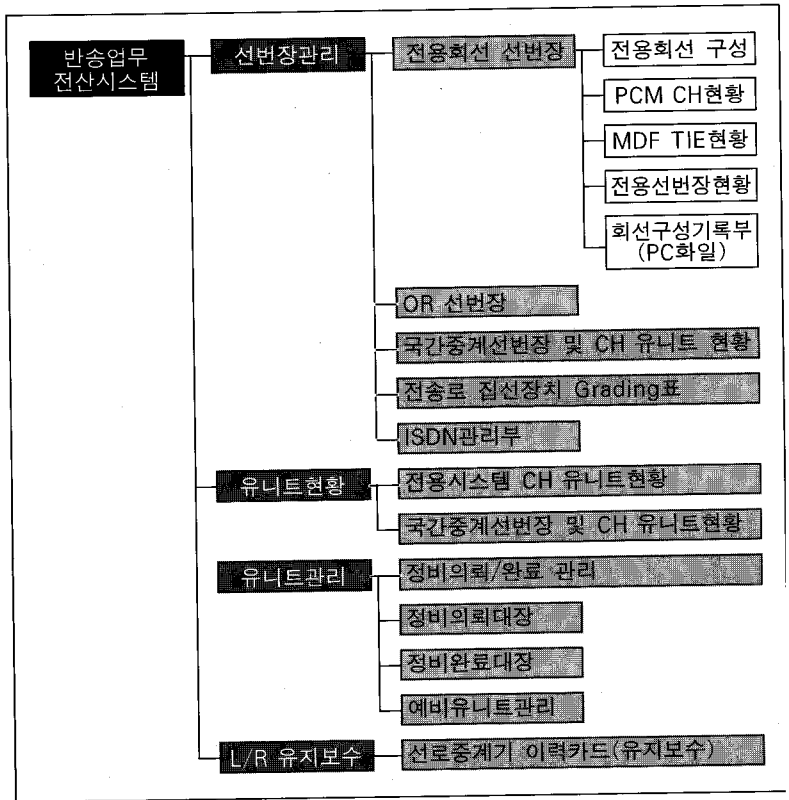 반송업무
전산시스템
선번장관리
전용회선 선번장
전용회선 구성
PCM CH현황
MDF TIE현황
전용선번장현황
회선구성기록부
(PC화일)
OR 선번장
국간중계선번장 및 CH 유니트 현황
전송로 집선장치 Grading표
ISDN관리부
유니트현황
전용시스템 CH 유니트현황
국간중계선번장 및 CH 유니트현황
유니트관리
정비의뢰/완료 관리
정비의뢰대장
정비완료대장
예비유니트관리
L/R 유지보수
선로중계기 이력카드(유지보수)